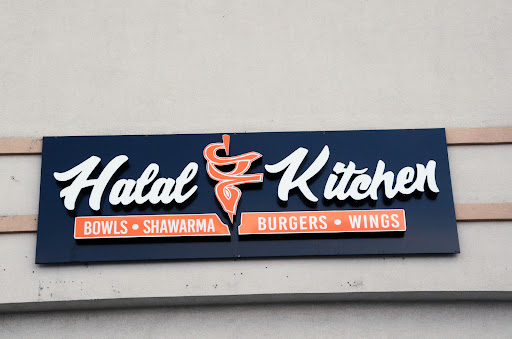 Halal Kitchen
BOWLS • SHAWARMA BURGERS • WINGS